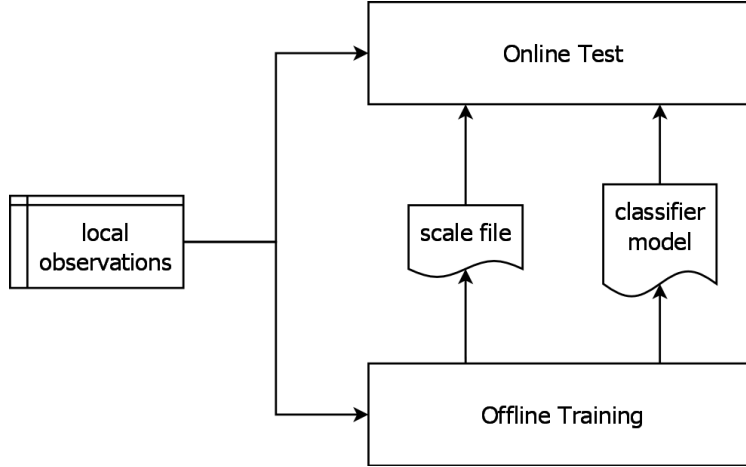 Online Test
local
observations
scale file
classifier
model
Offline Training